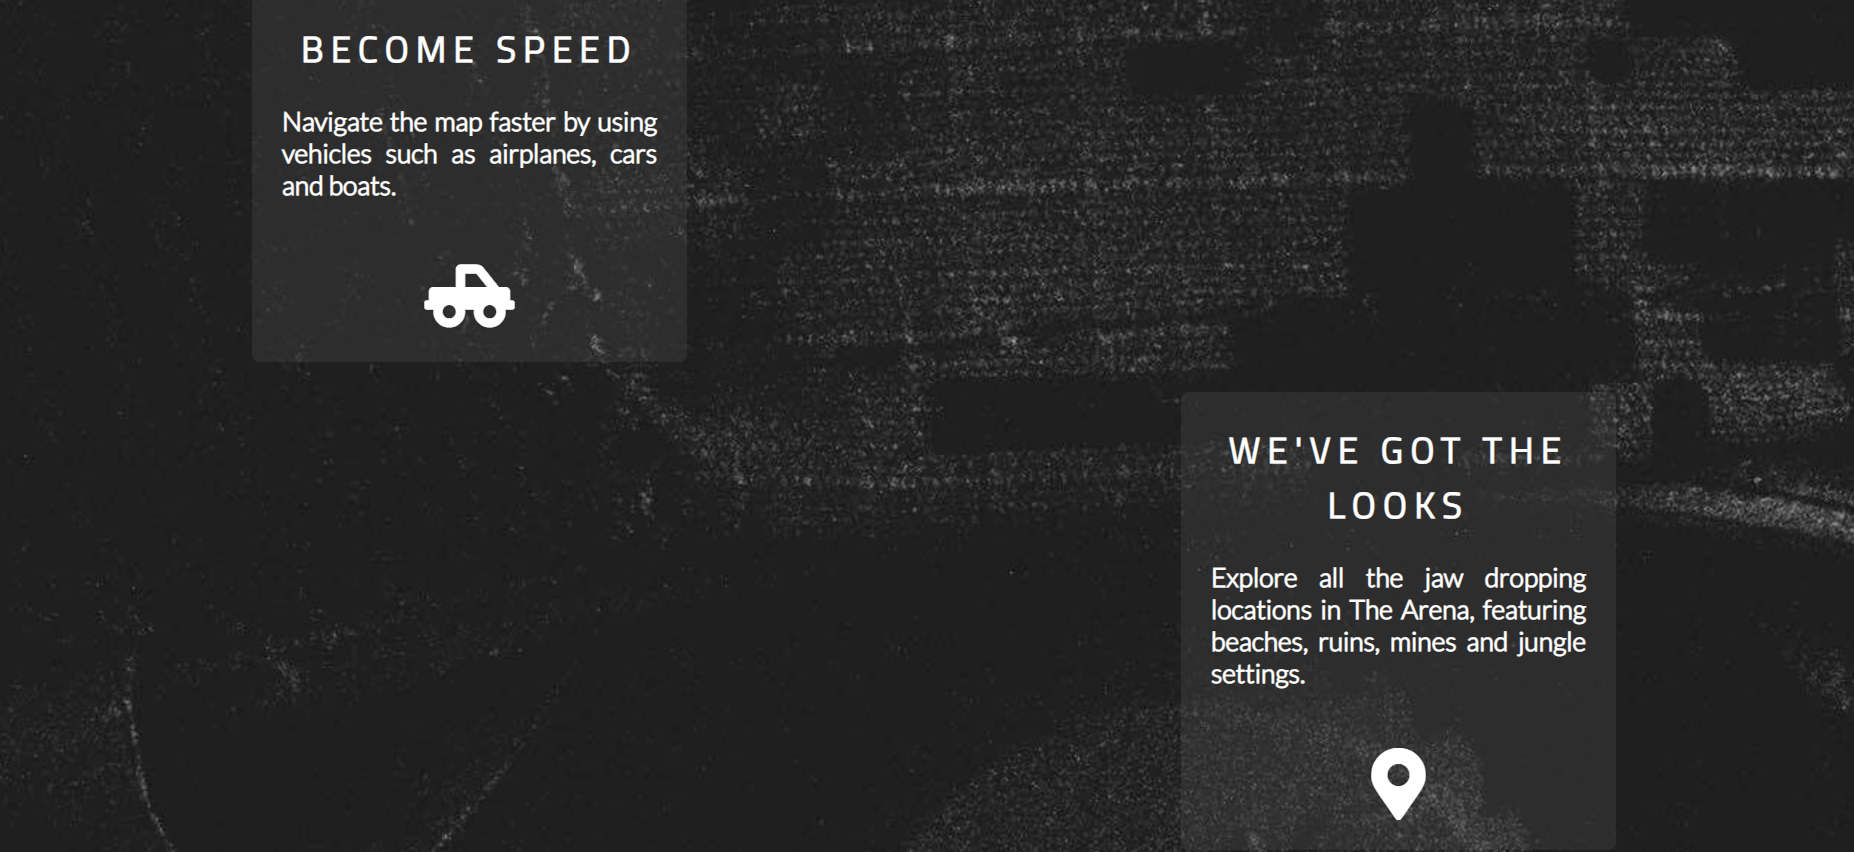 BECOME SPEED
Navigate the map faster by using
vehicles such as airplanes, cars
and boats.
WE'VE GOT THE
LOOKS
Explore all the jaw dropping
locations in The Arena, featuring
beaches, ruins, mines and jungle
settings.